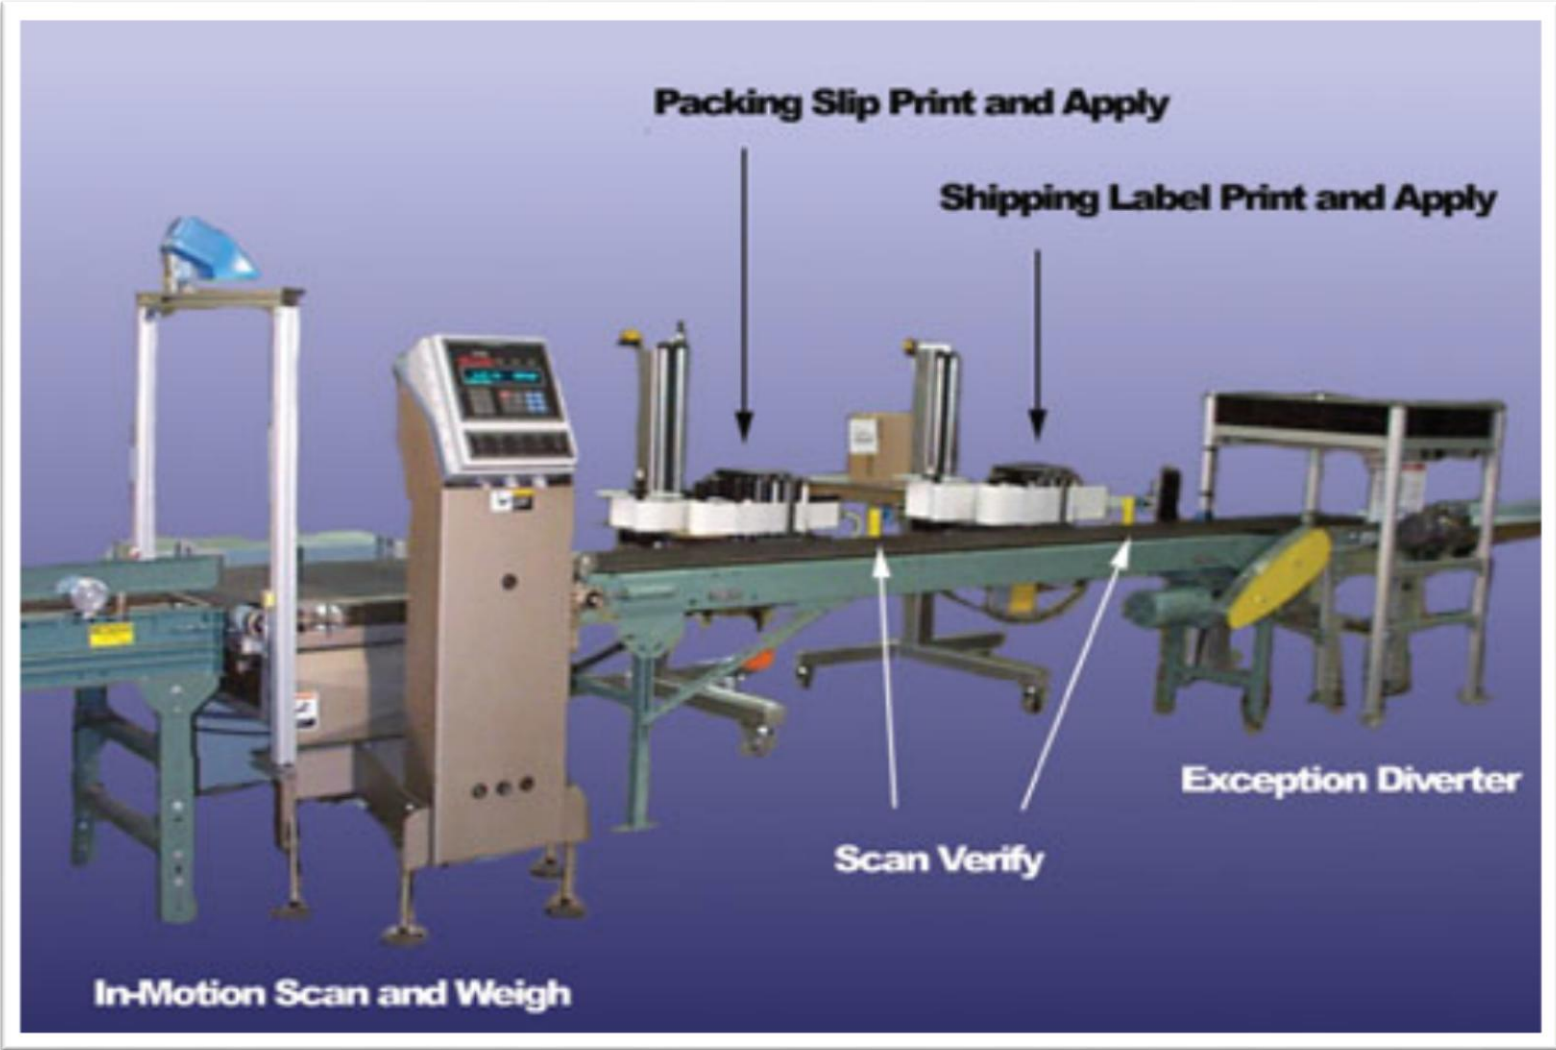 Packing Slip Print and Apply
Shipping Label Print and Apply
Exception Diverter
Scan Verify
In-Motion Scan and Weigh